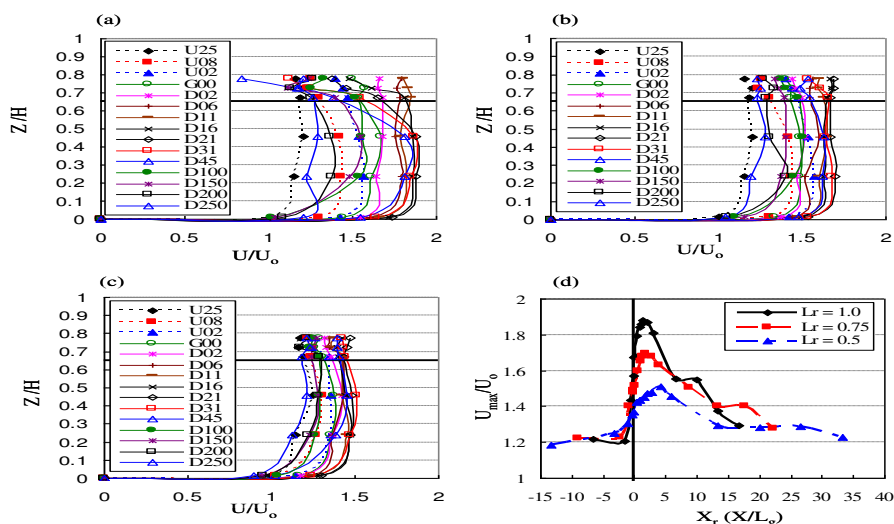 (a)
(b)
1
0.9
0.8
0.7
0.6
0.5
0.4
0.3
0.2
0.1
0
Z/H
U25
U08
U02
G00
D02
D06
D11
D16
D21
D31
D45
D100
D150
D200
D250
0 0.5 1 1.5 2
U/Uo
1
0.9
0.8
0.7
0.6
0.5
0.4
0.3
0.2
0.1
0
Z/H
U25
U08
U02
G00
D02
D06
D11
D16
D21
D31
D45
D100
D150
D200
D250
0 0.5 1 1.5 2
U/Uo
(c)
(d)
1
0.9
0.8
0.7
0.6
0.5
0.4
0.3
0.2
0.1
0
Z/H
U25
U08
U02
G00
D02
D06
D11
D16
D21
D31
D45
D100
D150
D200
D250
0 0.5 1 1.5 2
U/Uo
2
1.8
1.6
1.4
1.2
1
Umax/Uo
Lr = 1.0
Lr = 0.75
Lr = 0.5
-15 -10 -5 0 5 10 15 20 25 30 35
Xr (X/Lg)